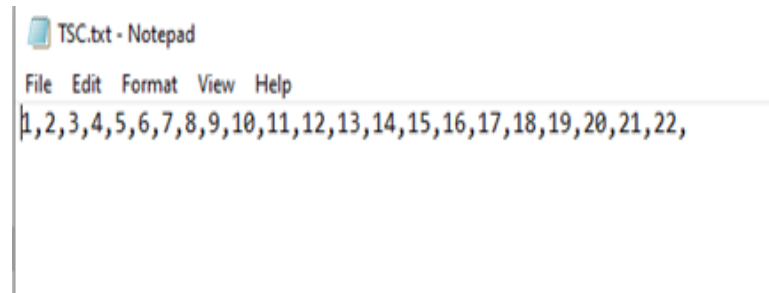 TSC.txt - Notepad
File Edit Format View Help
1,2,3,4,5,6,7,8,9,10,11,12,13,14,15,16,17,18,19,20,21,22,